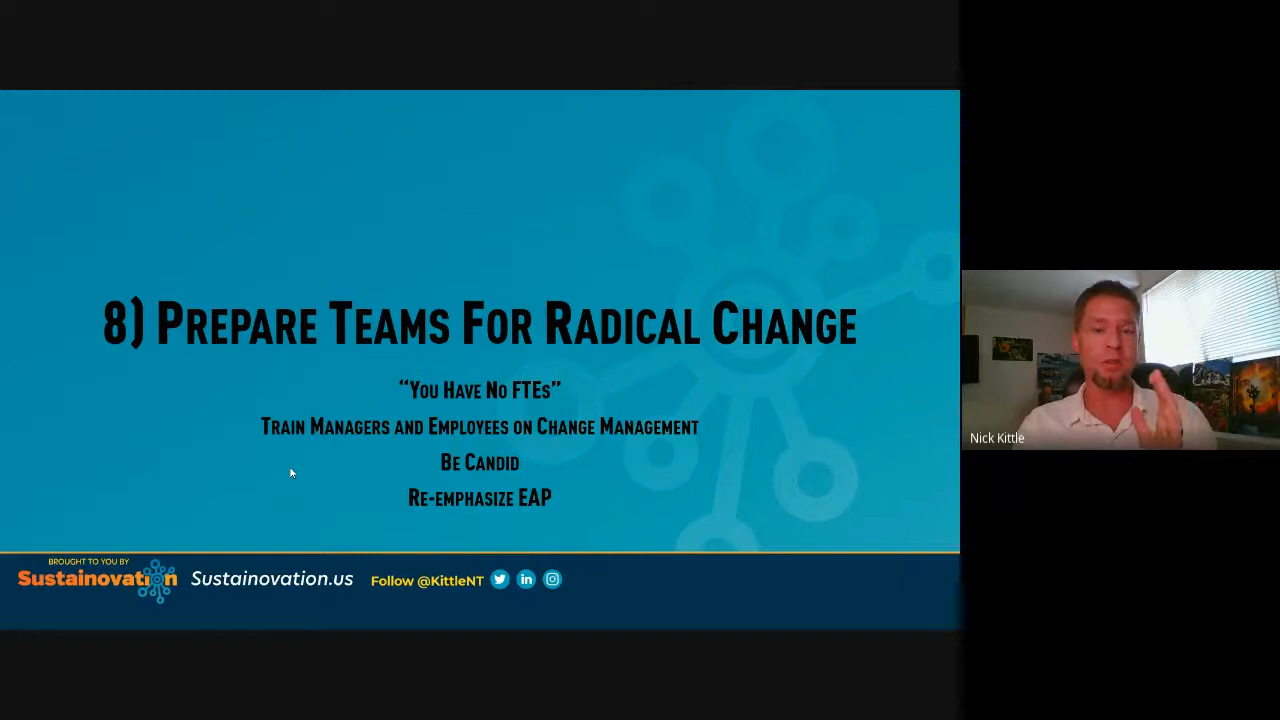 8) Prepare Teams For Radical Change
“You Have No FTEs”
Train Managers and Employees on Change Management
Be Candid
Re-emphasize EAP
BROUGHT TO YOU BY
Sustainovation
Sustainovation.us
Follow @KittleNT
Nick Kittle